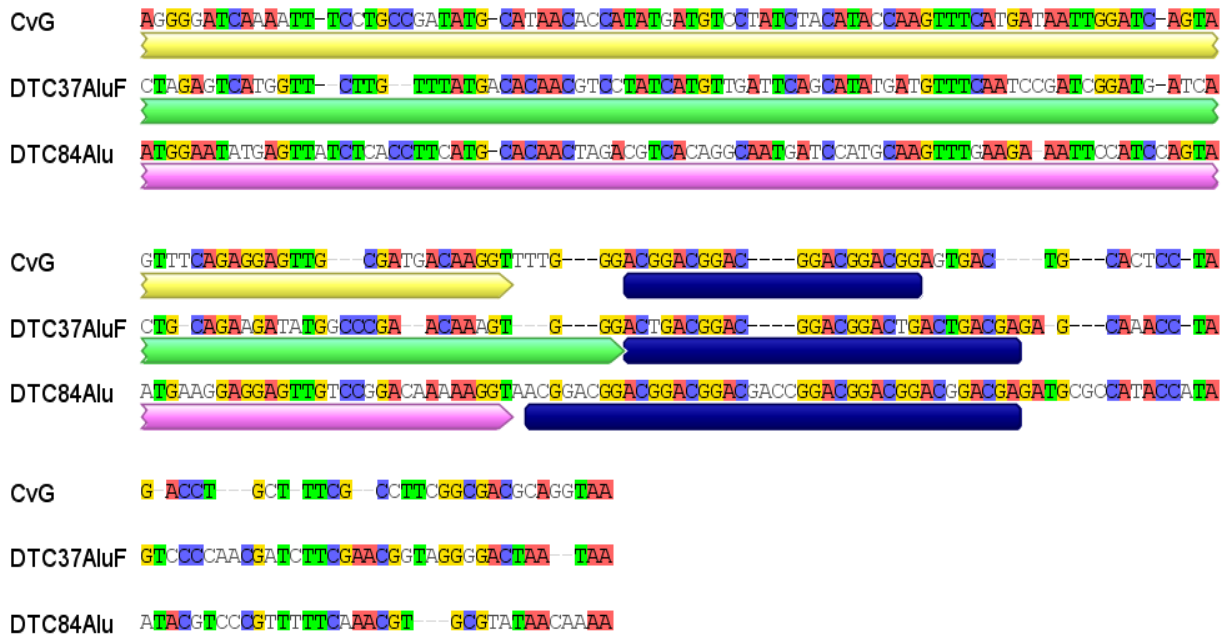 CvG AGGGGATCAAAATT-TCCTGCCGATATG-CATAACACCATATGATGTCCTATCTACATACCAAGTTTCATGATAATTGGATC-AGTA
DTC37AluF CTAGAGTCATGGTT--CTTG--TTTATGACACAACGTCCTATCATGTTGATTCAGCATATGATGTTTCAATCCGATCGGATG-ATCA
DTC84Alu ATGGAATATGAGTTATCTCACCTTCATG-CACAACTAGACGTCACAGGCAATGATCCATGCAAGTTTGAAGA-AATTCCATCCAGTA
CvG GTTTCAGAGGAGTTG---CGATGACAAGGTTTTG---GGACGGACGGAC----GGACGGACGGAGTGAC----TG---CACTCC-TA
DTC37AluF CTG-CAGAAGATATGGCCCGA--ACAAAGT---G---GGACTGACGGAC----GGACGGACTGACTGACGAGA-G---CAAACC-TA
DTC84Alu ATGAAGGAGGAGTTGTCCGGACAAAAAGGTAACGGACGGACGGACGGACGACCGGACGGACGGACGGACGAGATGCGCCATACCATA
CvG G-ACCT---GCT-TTCG--CCTTCGGCGACGCAGGTAA
DTC37AluF GTCCCCAACGATCTTCGAACGGTAGGGGACTAA--TAA
DTC84Alu ATACGTCCCGTTTTTCAAACGT---GCGTATAACAAAA